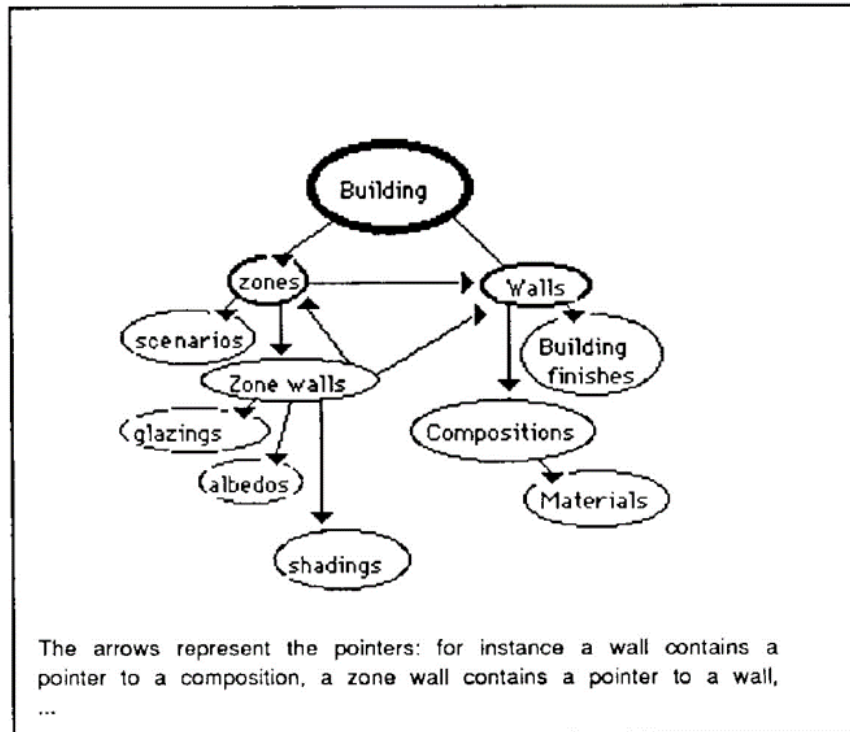 Building
zones
Walls
scenarios
Building
finishes
Zone walls
glazings
Compositions
albedos
Materials
shadings
The arrows represent the pointers: for instance a wall contains a
pointer to a composition, a zone wall contains a pointer to a wall,
...